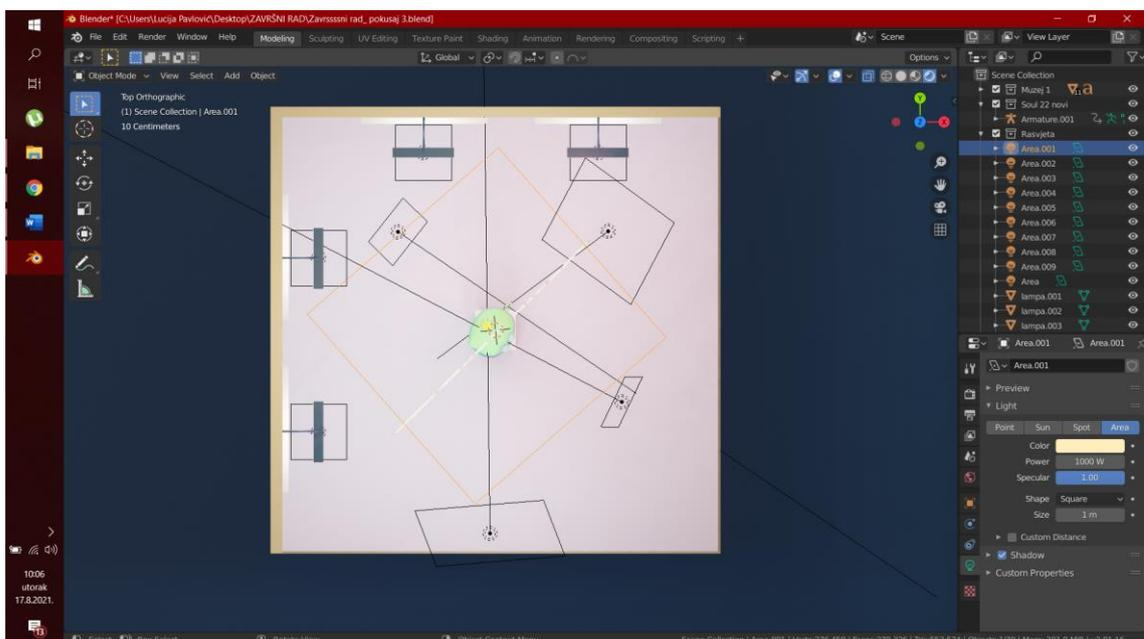 Blender* [C:\Users\Lucija Pavlović\Desktop\ZAVRŠNI RAD\Zavrssssni rad_ pokusaj 3.blend]
File Edit Render Window Help Modeling Sculpting UV Editing Texture Paint Shading Animation Rendering Compositing Scripting + Scene View Layer
Global Options
Object Mode View Select Add Object
Top Orthographic
(1) Scene Collection | Area.001
10 Centimeters
Y
X
Z
Scene Collection
Muzej 1
Soul 22 novi
Armature.001
Rasvjeta
Area.001
Area.002
Area.003
Area.004
Area.005
Area.006
Area.007
Area.008
Area.009
Area
lampa.001
lampa.002
lampa.003
Area.001 Area.001
Area.001
Preview
Light
Point Sun Spot Area
Color
Power 1000 W
Specular 1.00
Shape Square
Size 1 m
Custom Distance
Shadow
Custom Properties
10:06
utorak
17.8.2021.
13